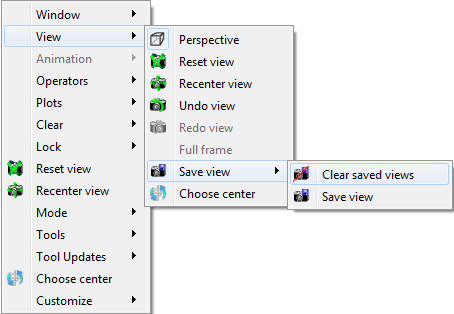 Window
View
Animation
Operators
Plots
Clear
Lock
Reset view
Recenter view
Mode
Tools
Tool Updates
Choose center
Customize
Perspective
Reset view
Recenter view
Undo view
Redo view
Full frame
Save view
Choose center
Clear saved views
Save view